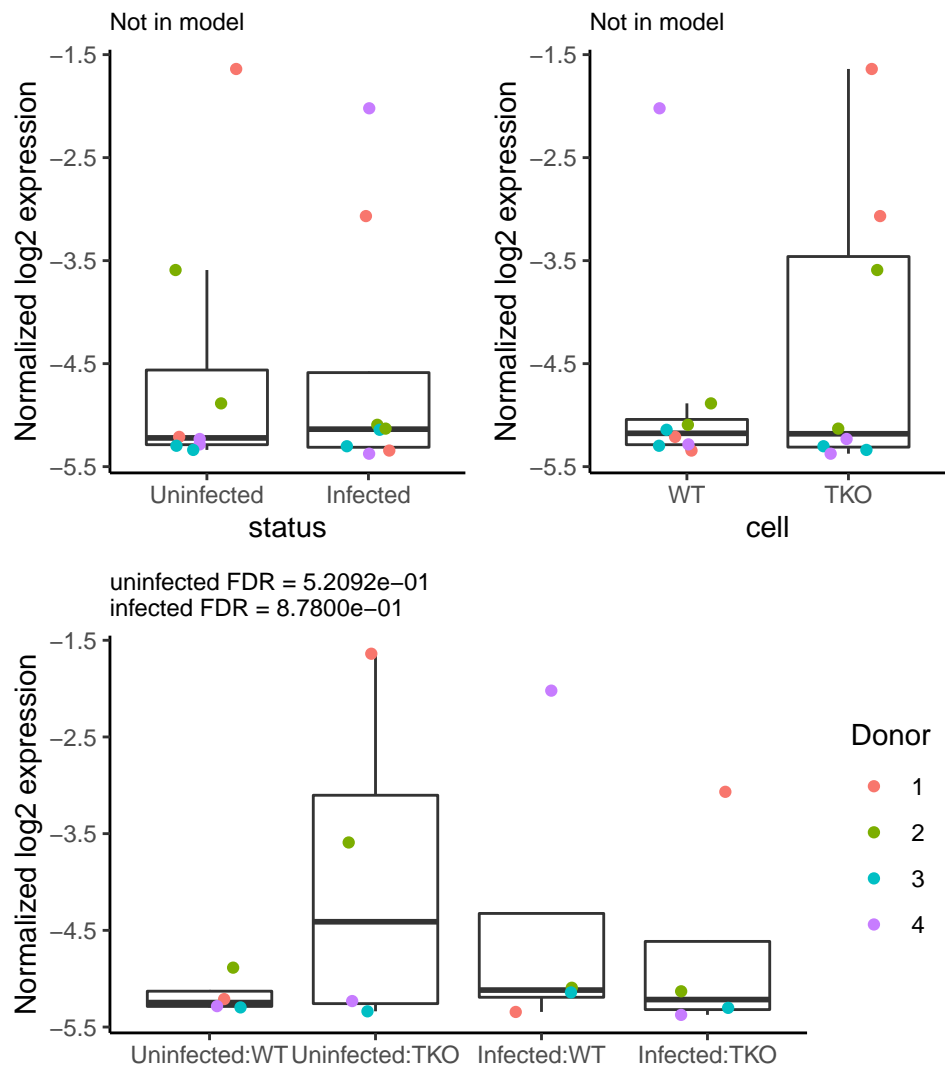 Not in model
Normalized log2 expression
−1.5
−2.5
−3.5
−4.5
−5.5
Uninfected
Infected
status
Not in model
Normalized log2 expression
−1.5
−2.5
−3.5
−4.5
−5.5
WT
TKO
cell
uninfected FDR = 5.2092e−01
infected FDR = 8.7800e−01
Normalized log2 expression
−1.5
−2.5
−3.5
−4.5
−5.5
Uninfected:WT
Uninfected:TKO
Infected:WT
Infected:TKO
Donor
1
2
3
4